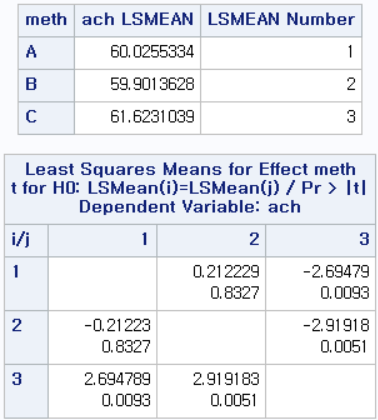 meth ach LSMEAN LSMEAN Number
A 60.0255334 1
B 59.9013628 2
C 61.6231039 3
Least Squares Means for Effect meth
t for H0: LSMean(i)=LSMean(j) / Pr > |t|
Dependent Variable: ach
i/j 1 2 3
1 0.212229 -2.69479
0.8327 0.0093
2 -0.21223 -2.91918
0.8327 0.0051
3 2.694789 2.919183
0.0093 0.0051